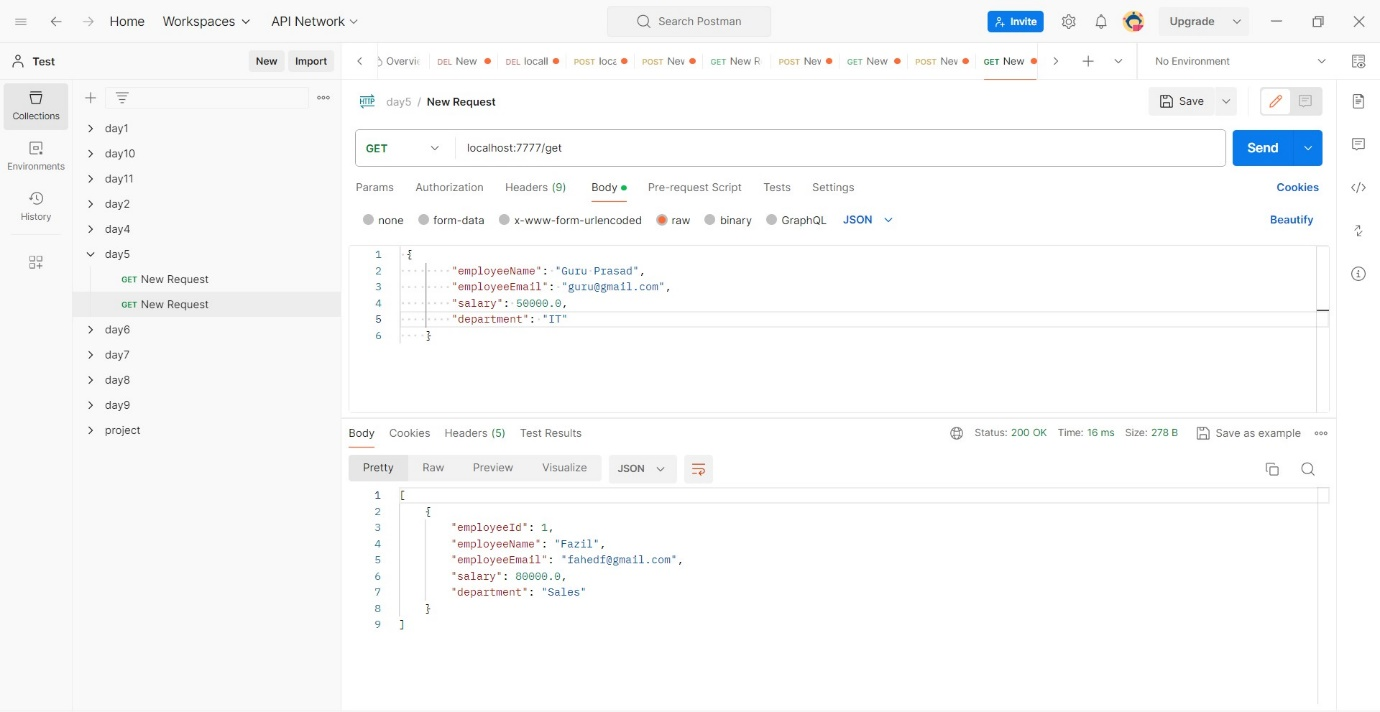 Home Workspaces API Network Search Postman Invite Upgrade
Test New Import Overvi DEL New DEL locall POST loca POST Nev GET New R POST Nev GET New POST Nev GET New No Environment
HTTP day5 / New Request Save
Collections
Environments
History
day1
day10
day11
day2
day4
day5
GET New Request
GET New Request
day6
day7
day8
day9
project
GET localhost:7777/get Send
Params Authorization Headers (9) Body Pre-request Script Tests Settings Cookies
none form-data x-www-form-urlencoded raw binary GraphQL JSON Beautify
1 {
2 "employeeName": "Guru Prasad",
3 "employeeEmail": "guru@gmail.com",
4 "salary": 50000.0,
5 "department": "IT"
6 }
Body Cookies Headers (5) Test Results Status: 200 OK Time: 16 ms Size: 278 B Save as example
Pretty Raw Preview Visualize JSON
1 [
2 {
3 "employeeId": 1,
4 "employeeName": "Fazil",
5 "employeeEmail": "fahedf@gmail.com",
6 "salary": 80000.0,
7 "department": "Sales"
8 }
9 ]